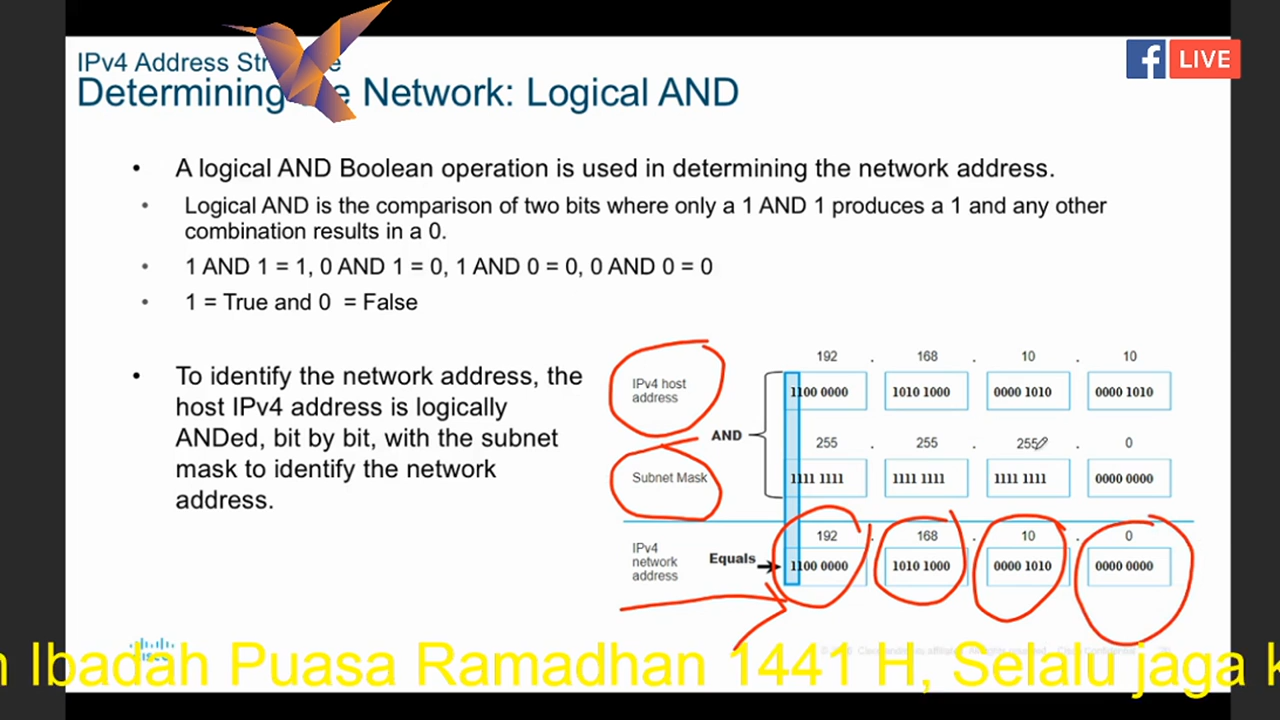 IPv4 Address Str e
LIVE
Determining e Network: Logical AND
• A logical AND Boolean operation is used in determining the network address.
• Logical AND is the comparison of two bits where only a 1 AND 1 produces a 1 and any other
combination results in a 0.
• 1 AND 1 = 1, 0 AND 1 = 0, 1 AND 0 = 0, 0 AND 0 = 0
• 1 = True and 0 = False
• To identify the network address, the
host IPv4 address is logically
ANDed, bit by bit, with the subnet
mask to identify the network
address.
192 . 168 . 10 . 10
IPv4 host
address
1100 0000 1010 1000 0000 1010 0000 1010
AND
255 . 255 . 255 . 0
Subnet Mask
1111 1111 1111 1111 1111 1111 0000 0000
192 . 168 . 10 . 0
IPv4
network
address
Equals
1100 0000 1010 1000 0000 1010 0000 0000
Ibadah Puasa Ramadhan 1441 H, Selalu jaga